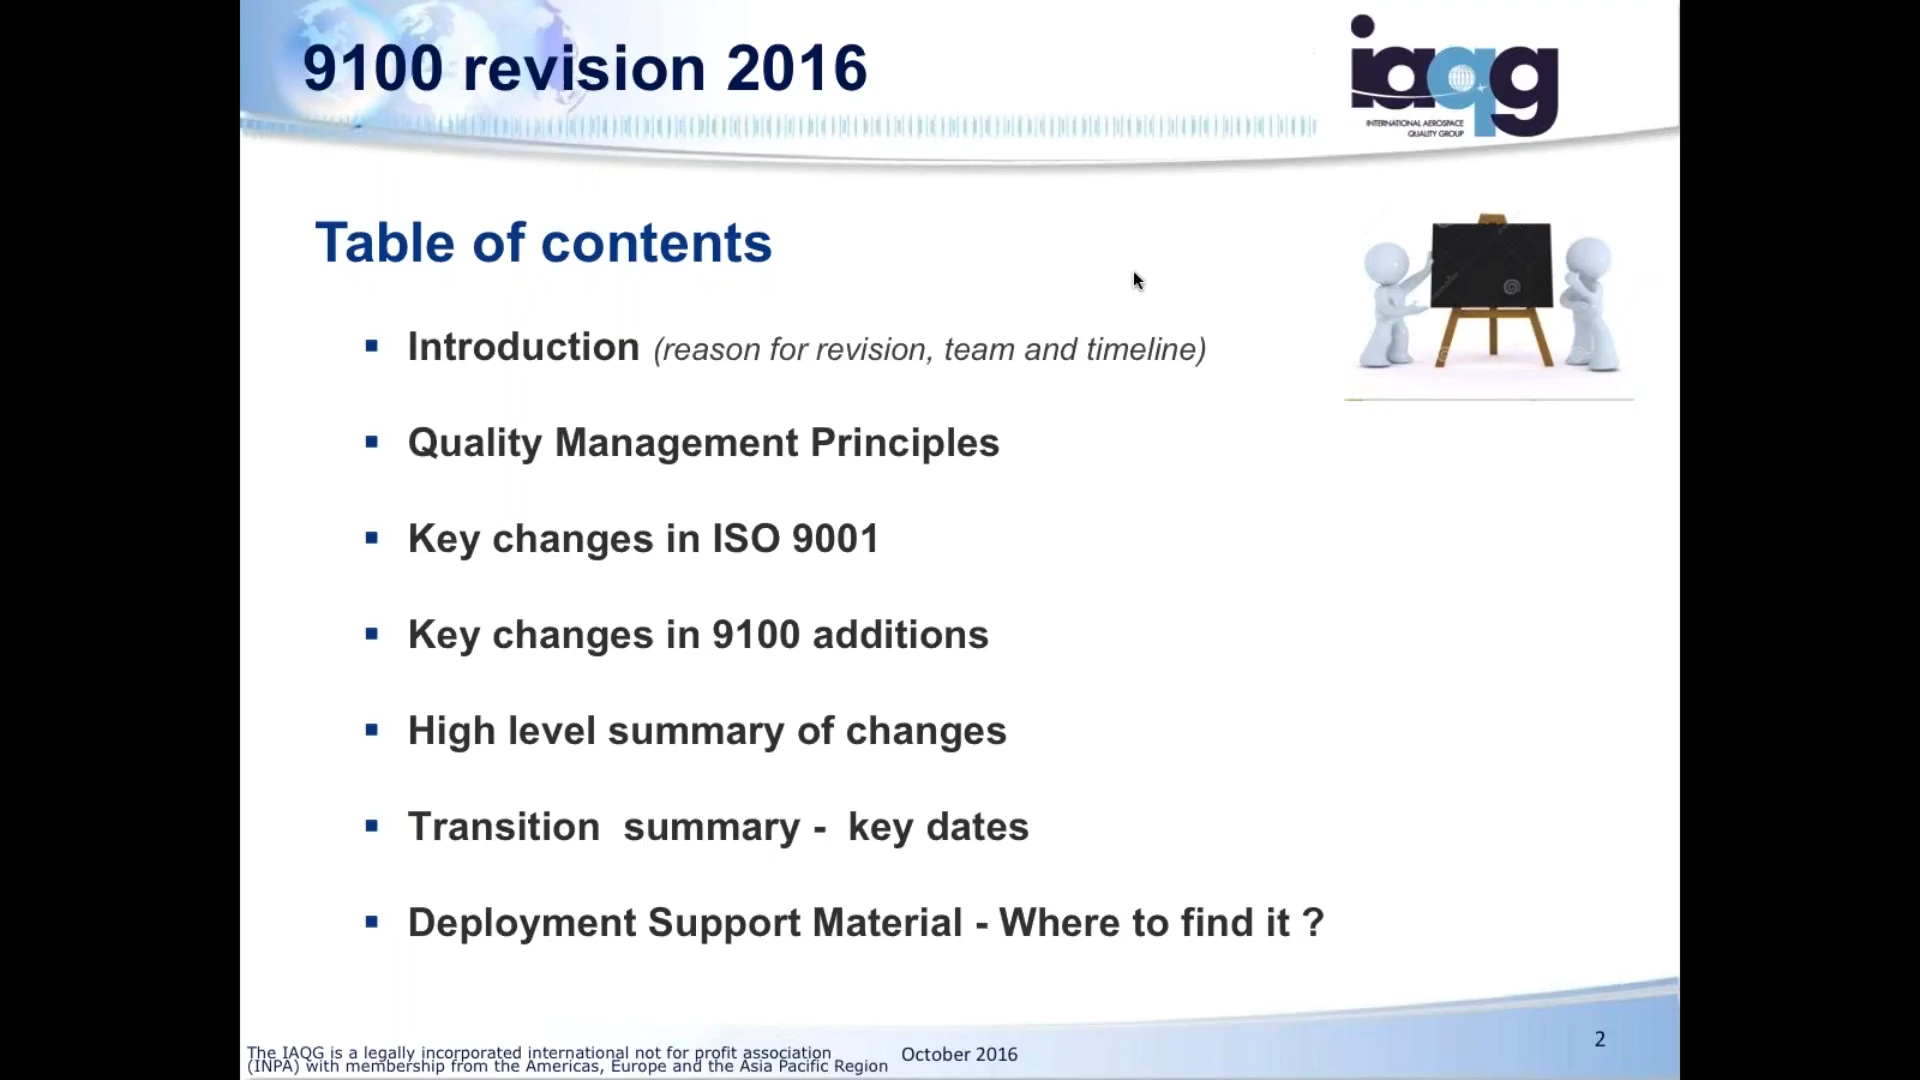 9100 revision 2016
iaqg
INTERNATIONAL AEROSPACE
QUALITY GROUP
Table of contents
▪ Introduction (reason for revision, team and timeline)
▪ Quality Management Principles
▪ Key changes in ISO 9001
▪ Key changes in 9100 additions
▪ High level summary of changes
▪ Transition  summary -  key dates
▪ Deployment Support Material - Where to find it ?
2
The IAQG is a legally incorporated international not for profit association
(INPA) with membership from the Americas, Europe and the Asia Pacific Region
October 2016